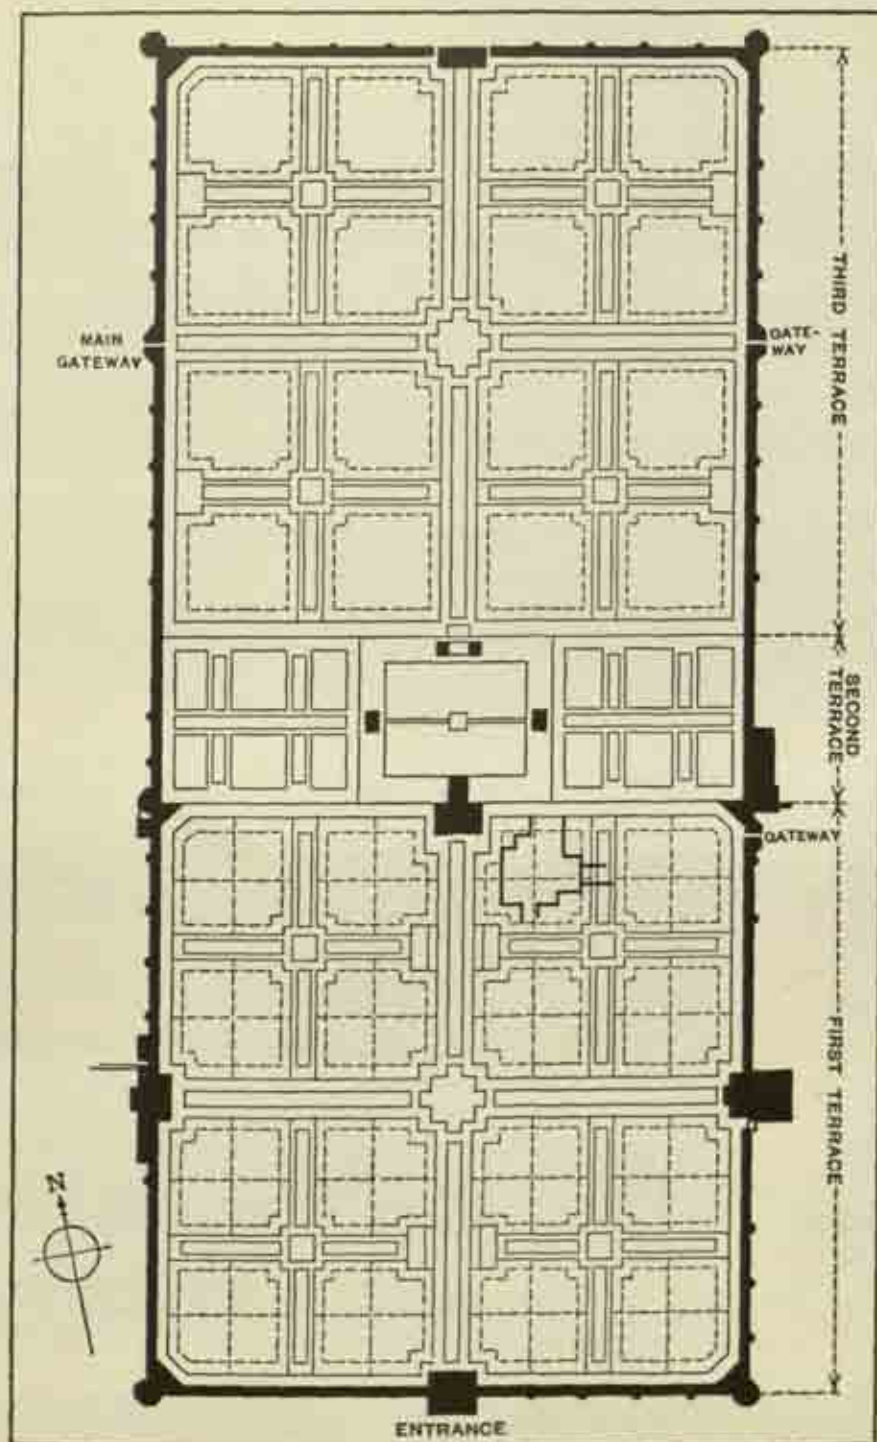 THIRD TERRACE
MAIN
GATEWAY
GATE-
WAY
SECOND
TERRACE
GATEWAY
FIRST TERRACE
N
ENTRANCE